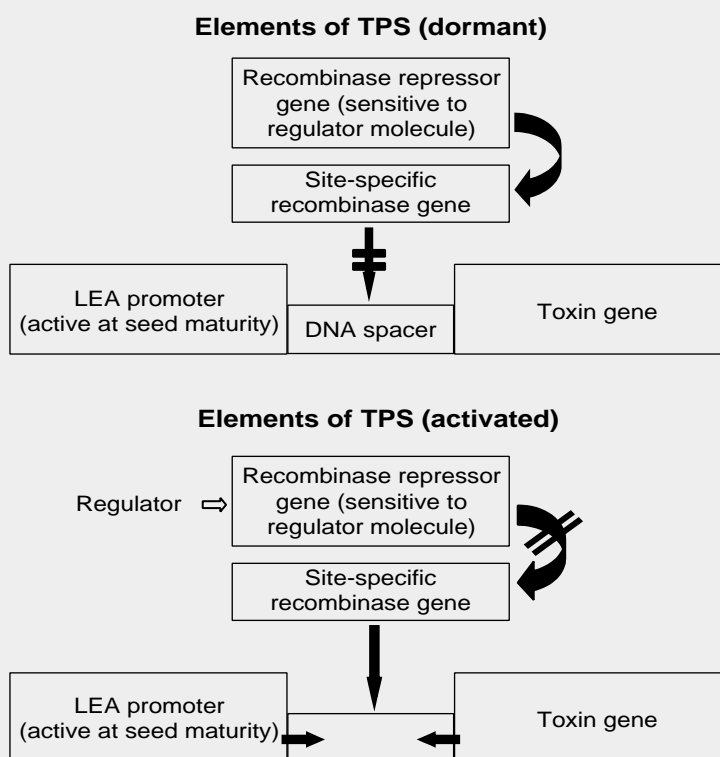 Elements of TPS (dormant)
Recombinase repressor
gene (sensitive to
regulator molecule)
Site-specific
recombinase gene
LEA promoter
(active at seed maturity)
DNA spacer
Toxin gene
Elements of TPS (activated)
Regulator
Recombinase repressor
gene (sensitive to
regulator molecule)
Site-specific
recombinase gene
LEA promoter
(active at seed maturity)
Toxin gene